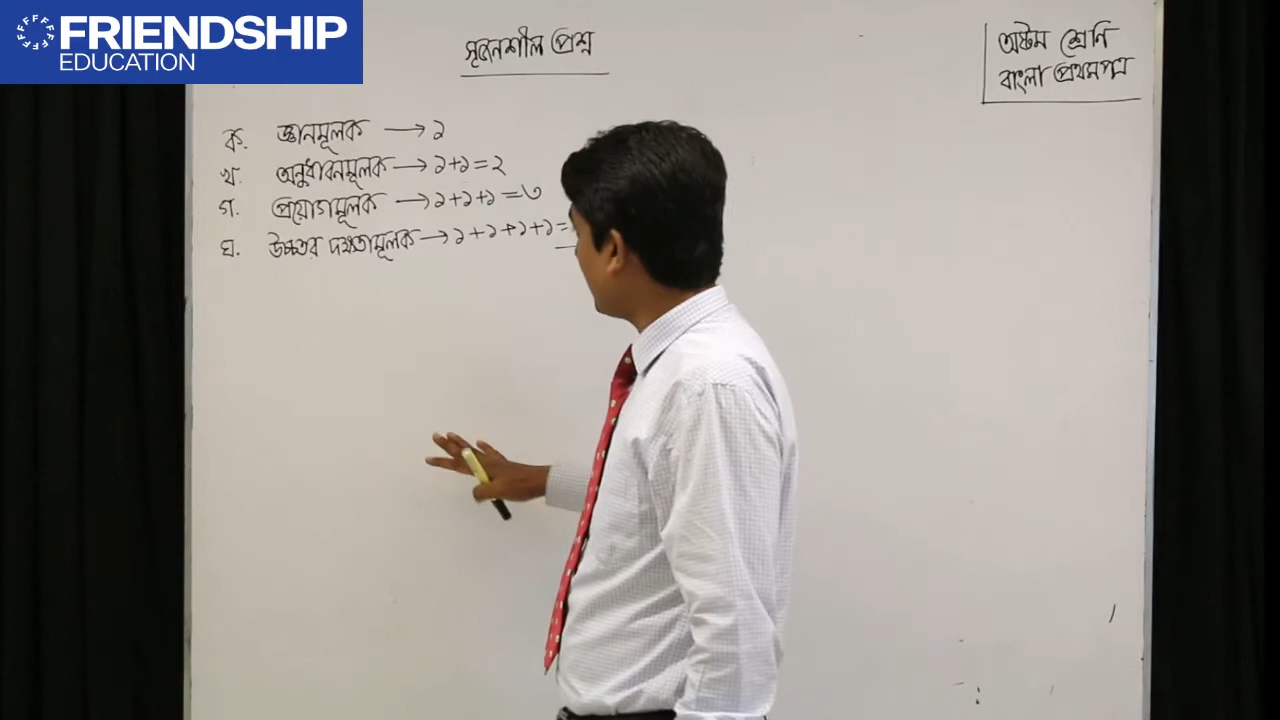 FRIENDSHIP
EDUCATION
সৃজনশীল প্রশ্ন
অষ্টম শ্রেণি
বাংলা প্রথমপত্র
ক. জ্ঞানমূলক → ১
খ. অনুধাবনমূলক → ১+১=২
গ. প্রয়োগমূলক → ১+১+১=৩
ঘ. উচ্চতর দক্ষতামূলক → ১+১+১+১=